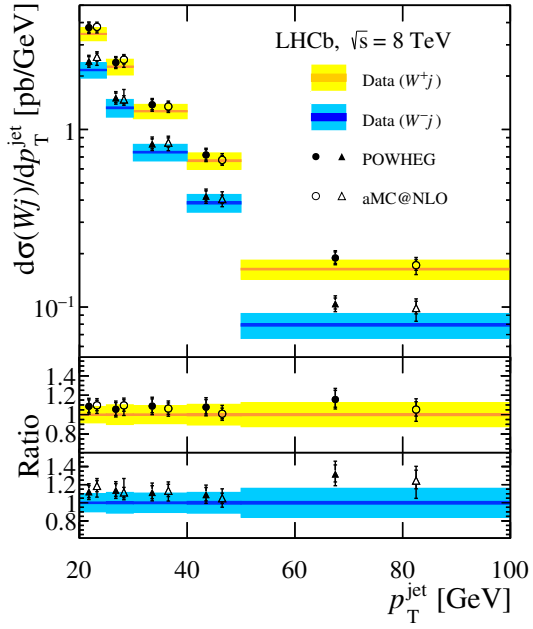 LHCb, √s = 8 TeV
Data (W⁺j)
Data (W⁻j)
POWHEG
aMC@NLO
dσ(Wj)/dp_T^jet [pb/GeV]
1
10⁻¹
Ratio
1.4
1.2
1
0.8
1.4
1.2
1
0.8
20 40 60 80 100
p_T^jet [GeV]